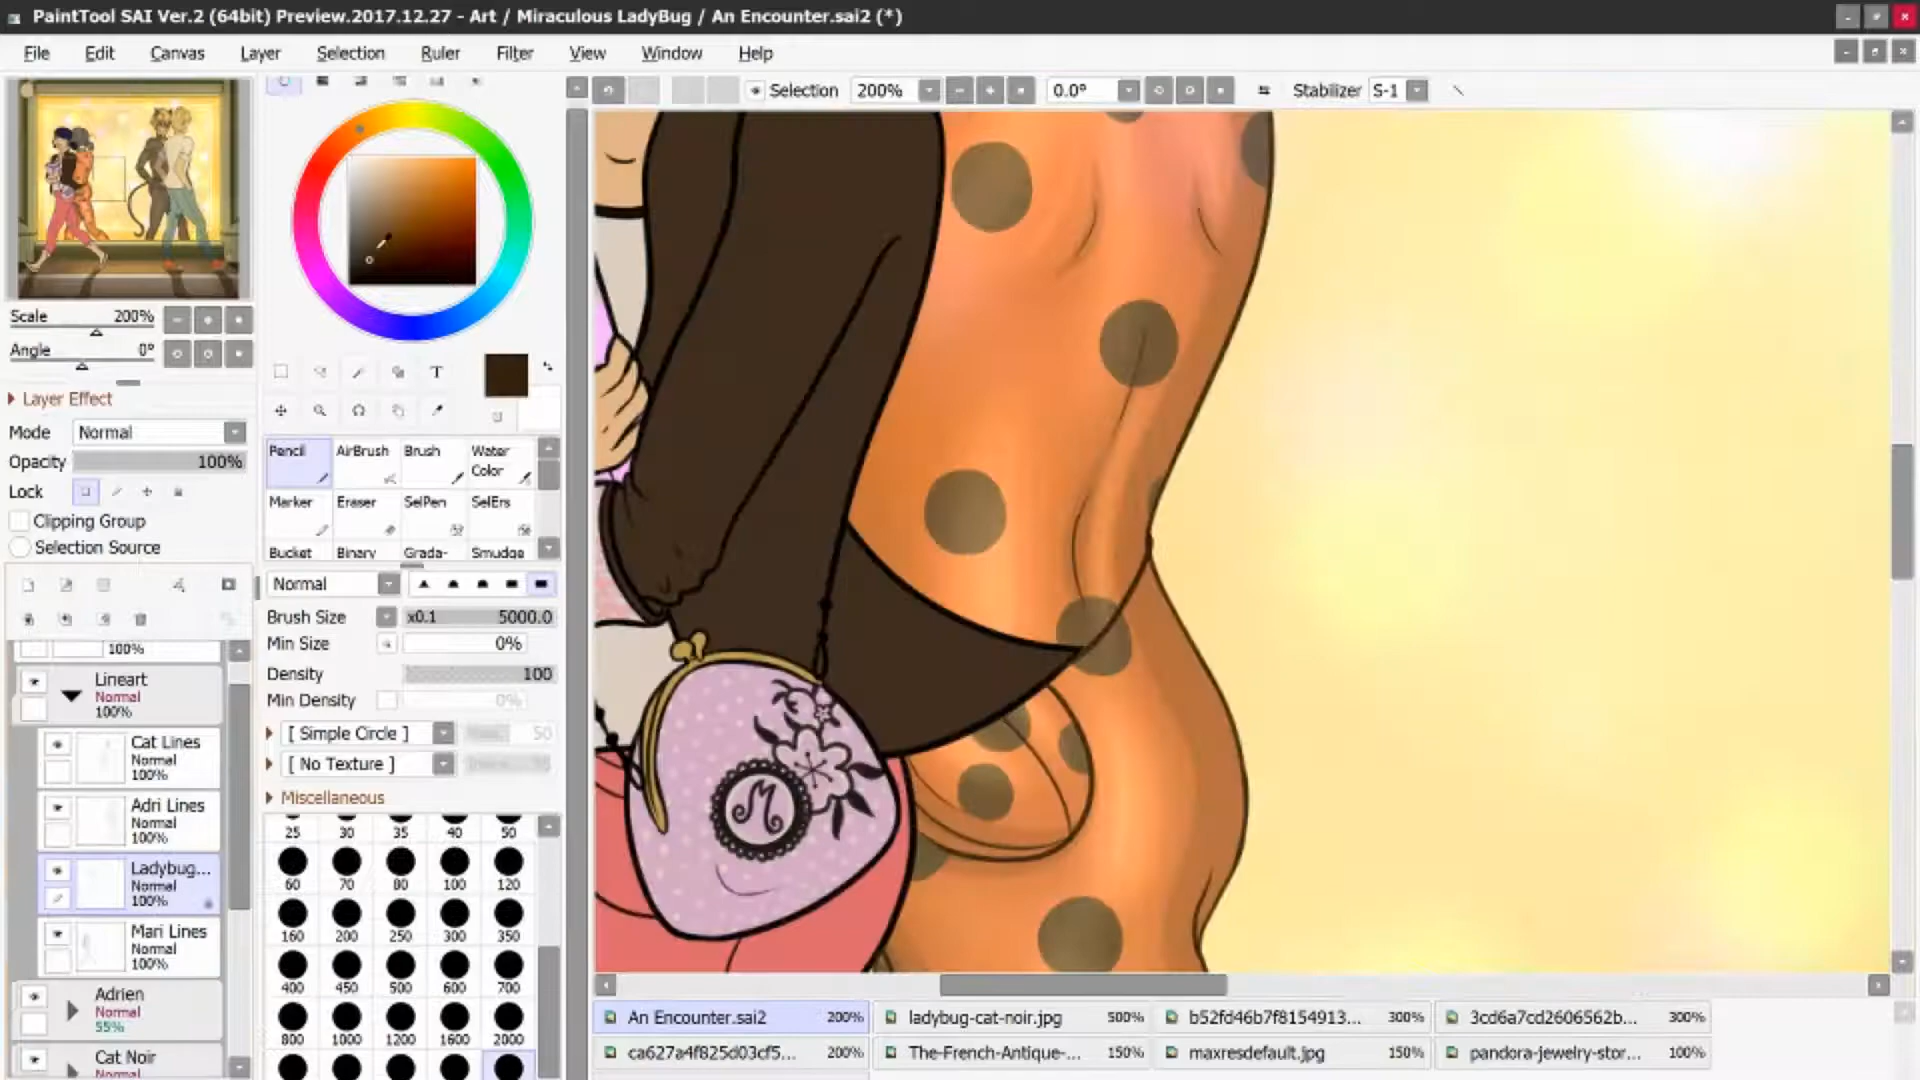 PaintTool SAI Ver.2 (64bit) Preview.2017.12.27 - Art / Miraculous LadyBug / An Encounter.sai2 (*)
File Edit Canvas Layer Selection Ruler Filter View Window Help
Selection 200% 0.0° Stabilizer S-1
Scale 200%
Angle 0°
Layer Effect
Mode Normal
Opacity 100%
Lock
Clipping Group
Selection Source
100%
Lineart
Normal
100%
Cat Lines
Normal
100%
Adri Lines
Normal
100%
Ladybug...
Normal
100%
Mari Lines
Normal
100%
Adrien
Normal
55%
Cat Noir
Normal
T
Pencil AirBrush Brush Water Color
Marker Eraser SelPen SelErs
Bucket Binary Grada- Smudge
Normal
Brush Size x0.1 5000.0
Min Size 0%
Density 100
Min Density 0%
[ Simple Circle ] 50
[ No Texture ]
Miscellaneous
25 30 35 40 50
60 70 80 100 120
160 200 250 300 350
400 450 500 600 700
800 1000 1200 1600 2000
M
An Encounter.sai2 200% ladybug-cat-noir.jpg 500% b52fd46b7f8154913... 300% 3cd6a7cd2606562b... 300%
ca627a4f825d03cf5... 200% The-French-Antique-... 150% maxresdefault.jpg 150% pandora-jewelry-stor... 100%